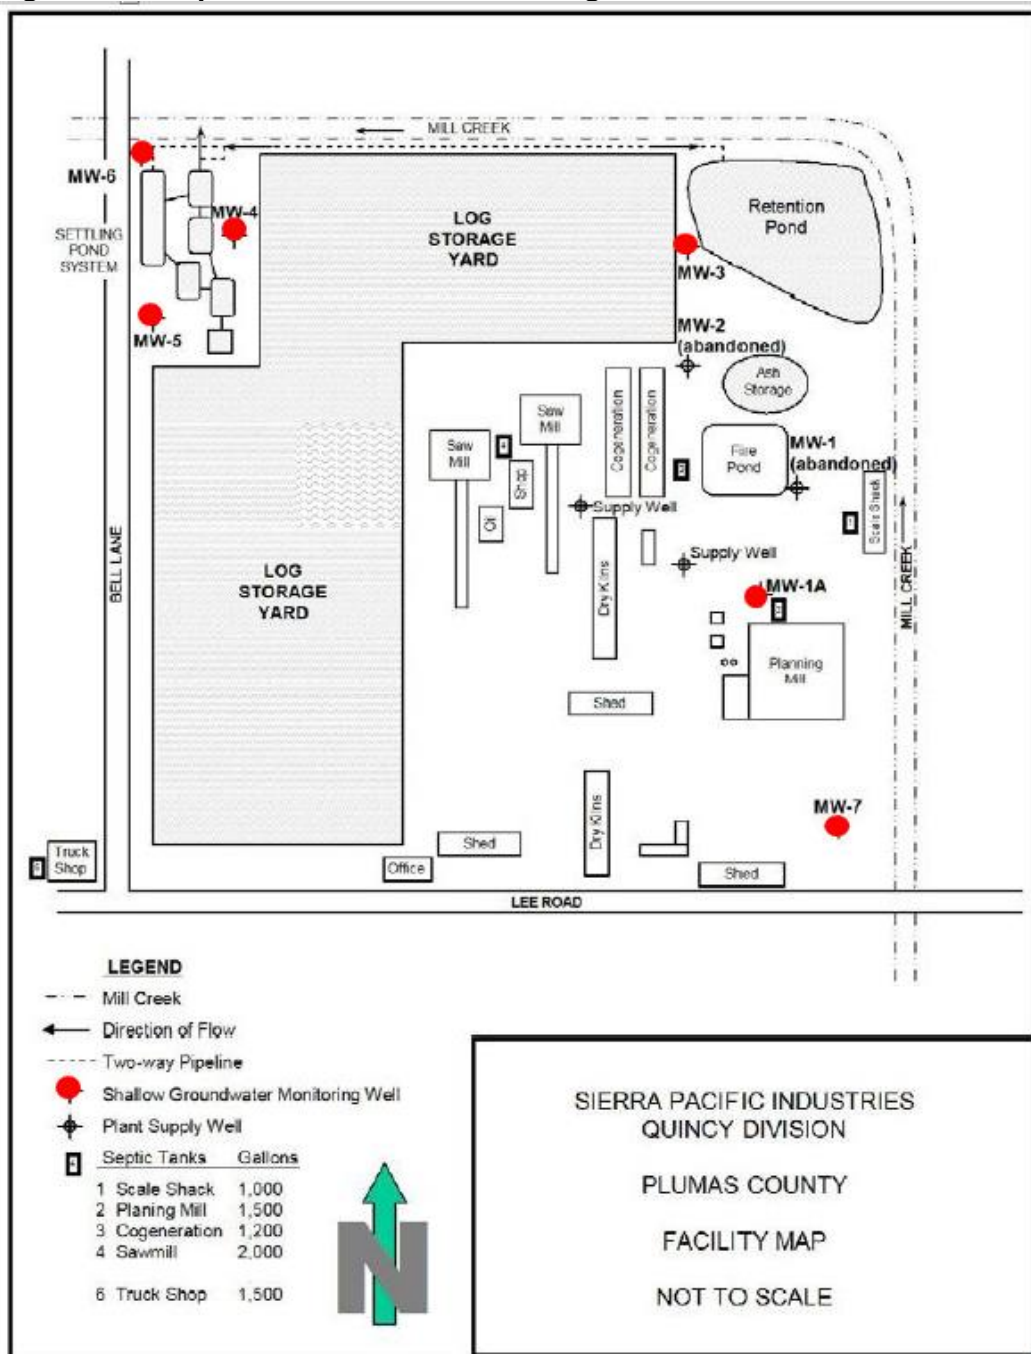 MILL CREEK
MW-6
MW-4
SETTLING
POND
SYSTEM
MW-5
LOG
STORAGE
YARD
Retention
Pond
MW-3
MW-2
(abandoned)
Ash
Storage
Saw
Mill
Saw
Mill
Cogeneration
Cogeneration
Fire
Pond
MW-1
(abandoned)
Scale Shack
Shop
Oil
Supply Well
Supply Well
BELL LANE
LOG
STORAGE
YARD
Dry Kilns
MW-1A
MILL CREEK
Planning
Mill
Shed
MW-7
Dry Kilns
Truck
Shop
Shed
Office
Shed
LEE ROAD
LEGEND
Mill Creek
Direction of Flow
Two-way Pipeline
Shallow Groundwater Monitoring Well
Plant Supply Well
Septic Tanks Gallons
1 Scale Shack 1,000
2 Planing Mill 1,500
3 Cogeneration 1,200
4 Sawmill 2,000
6 Truck Shop 1,500
N
SIERRA PACIFIC INDUSTRIES
QUINCY DIVISION
PLUMAS COUNTY
FACILITY MAP
NOT TO SCALE